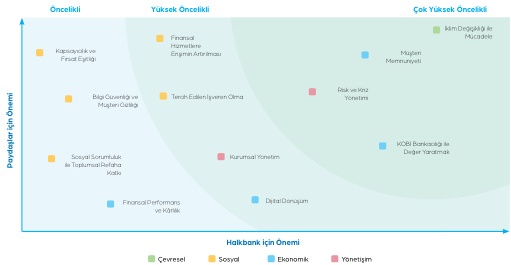 Öncelikli
Yüksek Öncelikli
Çok Yüksek Öncelikli
Paydaşlar için Önemi
Kapsayıcılık ve
Fırsat Eşitliği
Finansal
Hizmetlere
Erişimin Artırılması
İklim Değişikliği ile
Mücadele
Müşteri
Memnuniyeti
Bilgi Güvenliği ve
Müşteri Gizliliği
Tercih Edilen İşveren Olma
Risk ve Kriz
Yönetimi
Sosyal Sorumluluk
ile Toplumsal Refaha
Katkı
Kurumsal Yönetim
KOBİ Bankacılığı ile
Değer Yaratmak
Finansal Performans
ve Kârlılık
Dijital Dönüşüm
Halkbank için Önemi
Çevresel
Sosyal
Ekonomik
Yönetişim